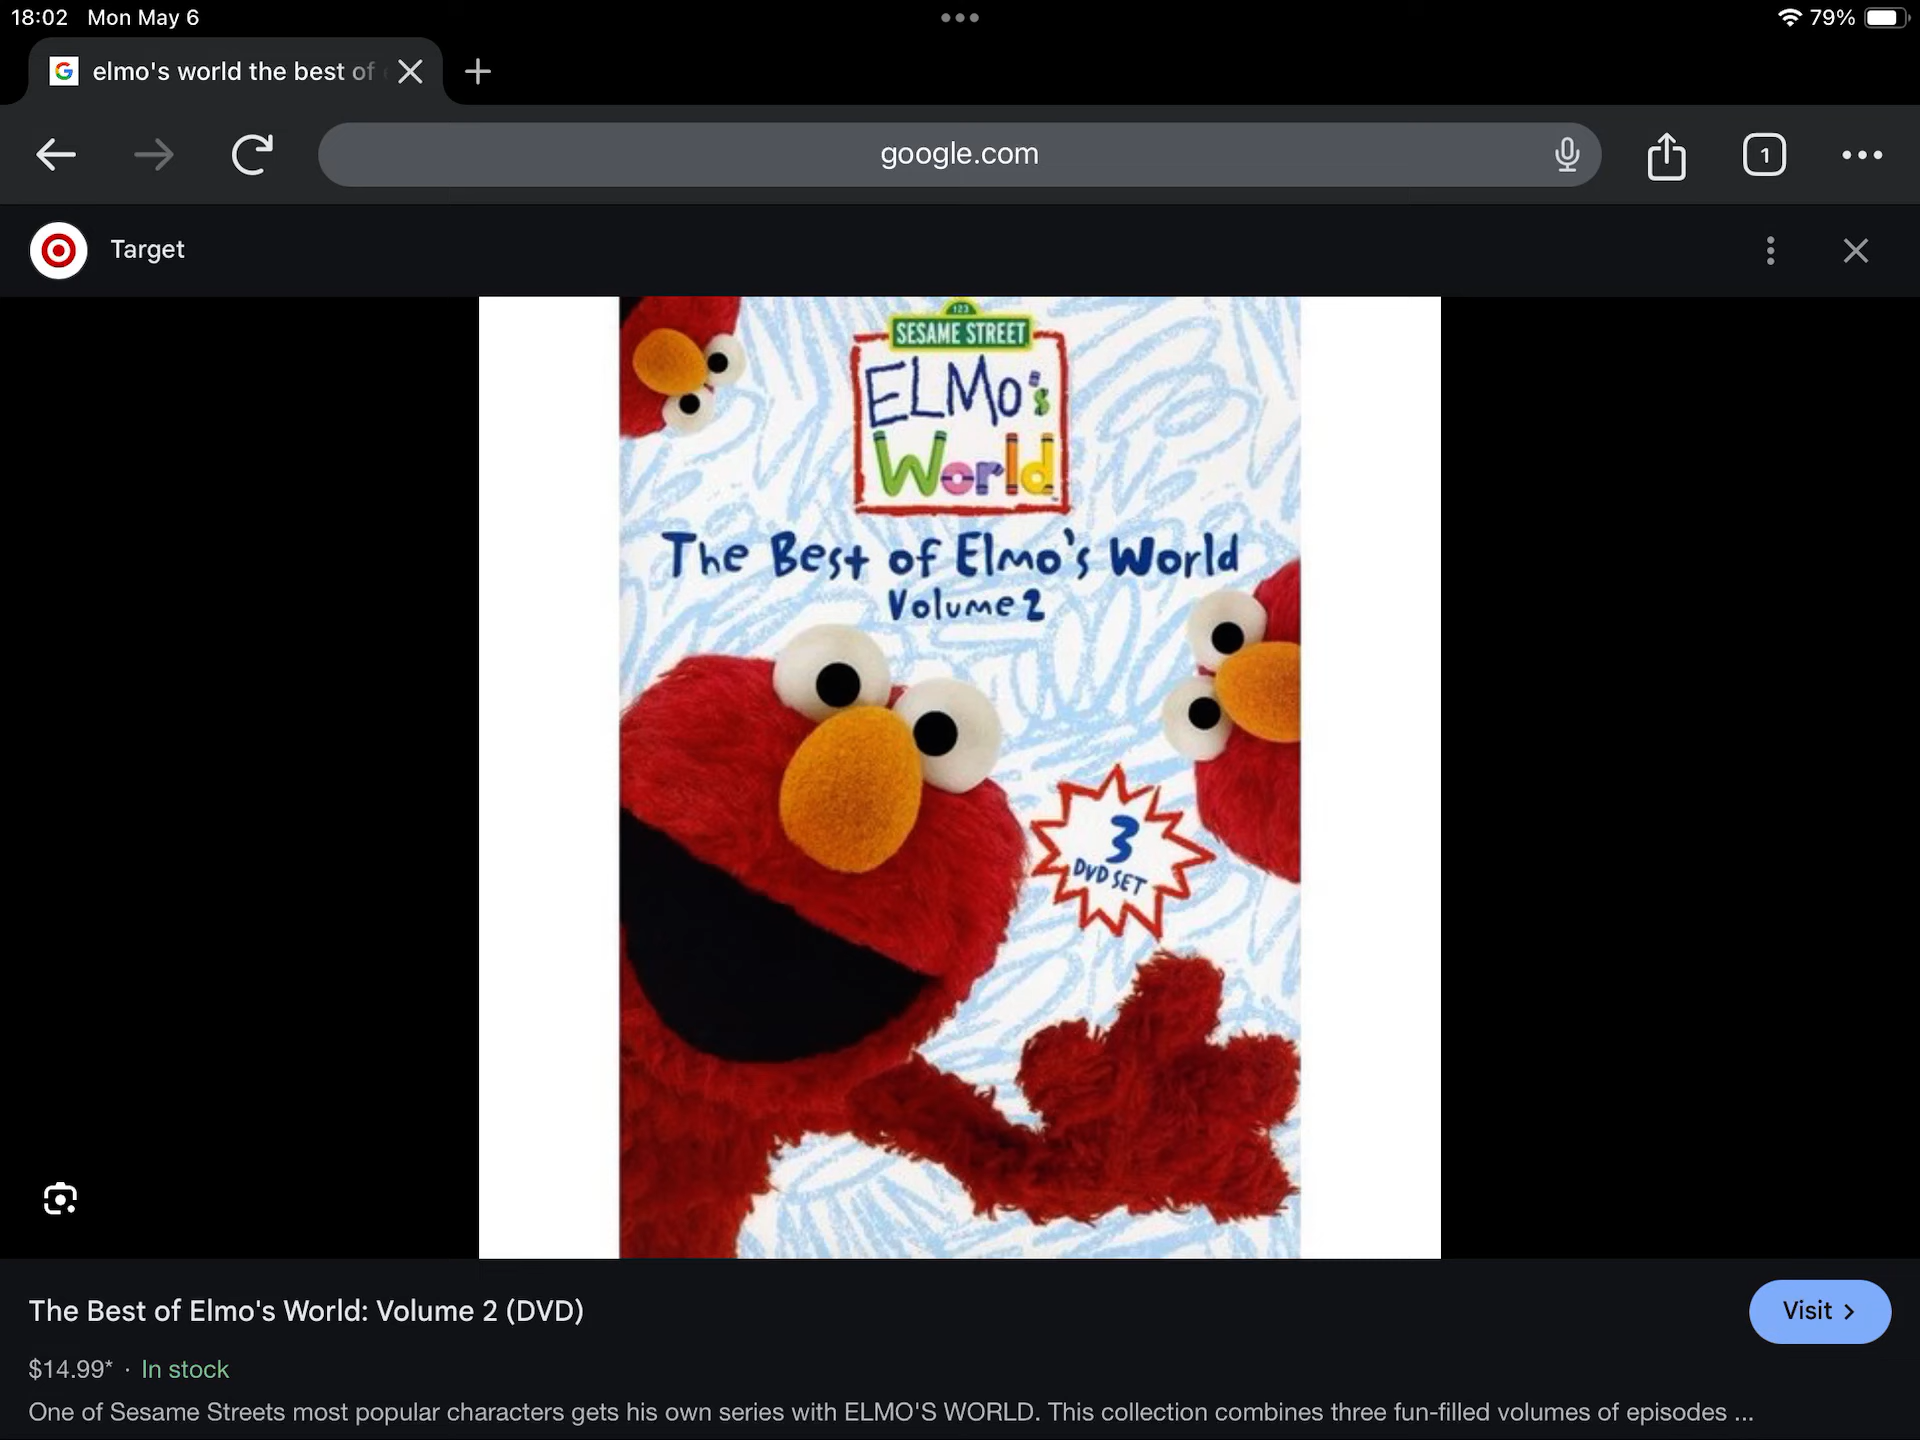 18:02 Mon May 6
79%
elmo's world the best of
google.com
1
Target
123
SESAME STREET
ELMO's
World
The Best of Elmo's World
Volume 2
3
DVD SET
The Best of Elmo's World: Volume 2 (DVD)
Visit
$14.99* · In stock
One of Sesame Streets most popular characters gets his own series with ELMO'S WORLD. This collection combines three fun-filled volumes of episodes ...